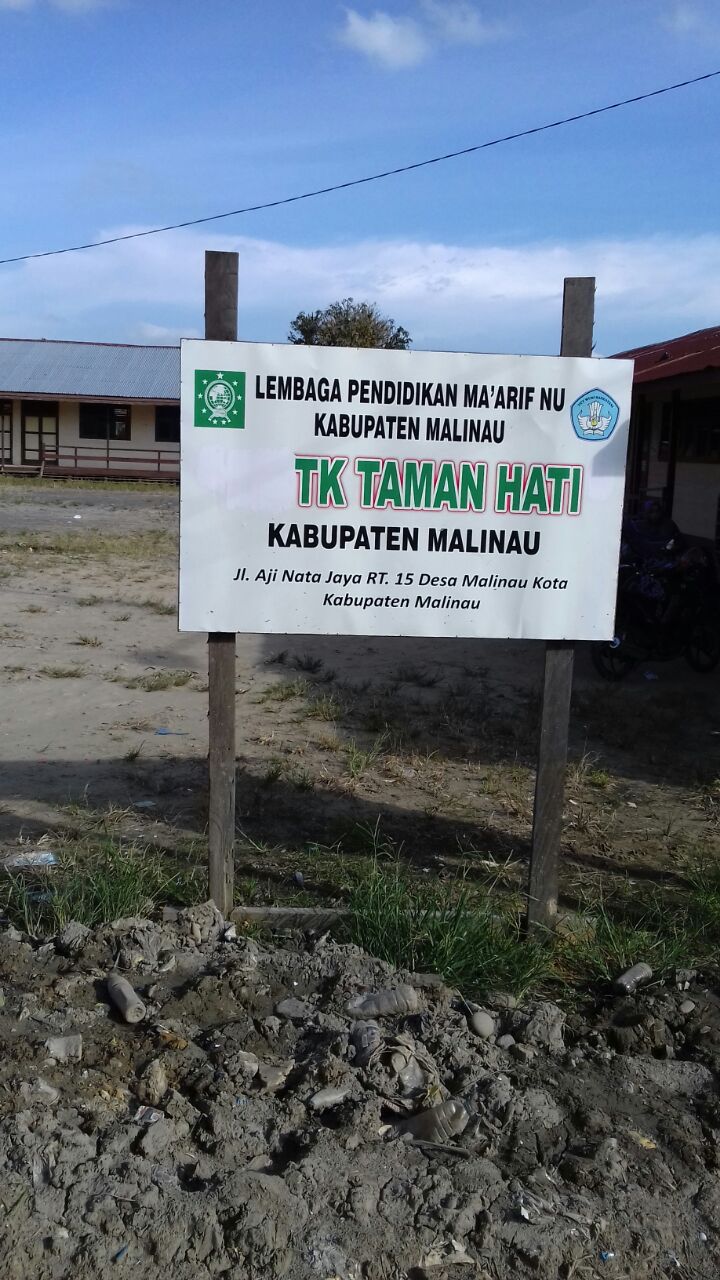 LEMBAGA PENDIDIKAN MA'ARIF NU
KABUPATEN MALINAU
TK TAMAN HATI
KABUPATEN MALINAU
Jl. Aji Nata Jaya RT. 15 Desa Malinau Kota
Kabupaten Malinau